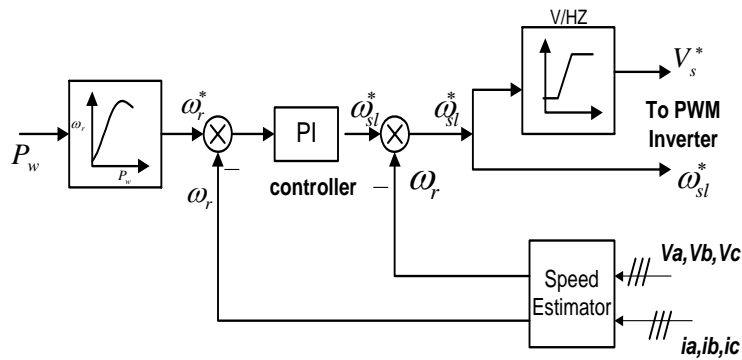 V/HZ
V_s^*
ω_r
P_w
P_w
ω_r^*
−
ω_r
PI
controller
ω_sl^*
ω_sl^*
−
ω_r
To PWM
Inverter
ω_sl^*
Speed
Estimator
Va,Vb,Vc
ia,ib,ic